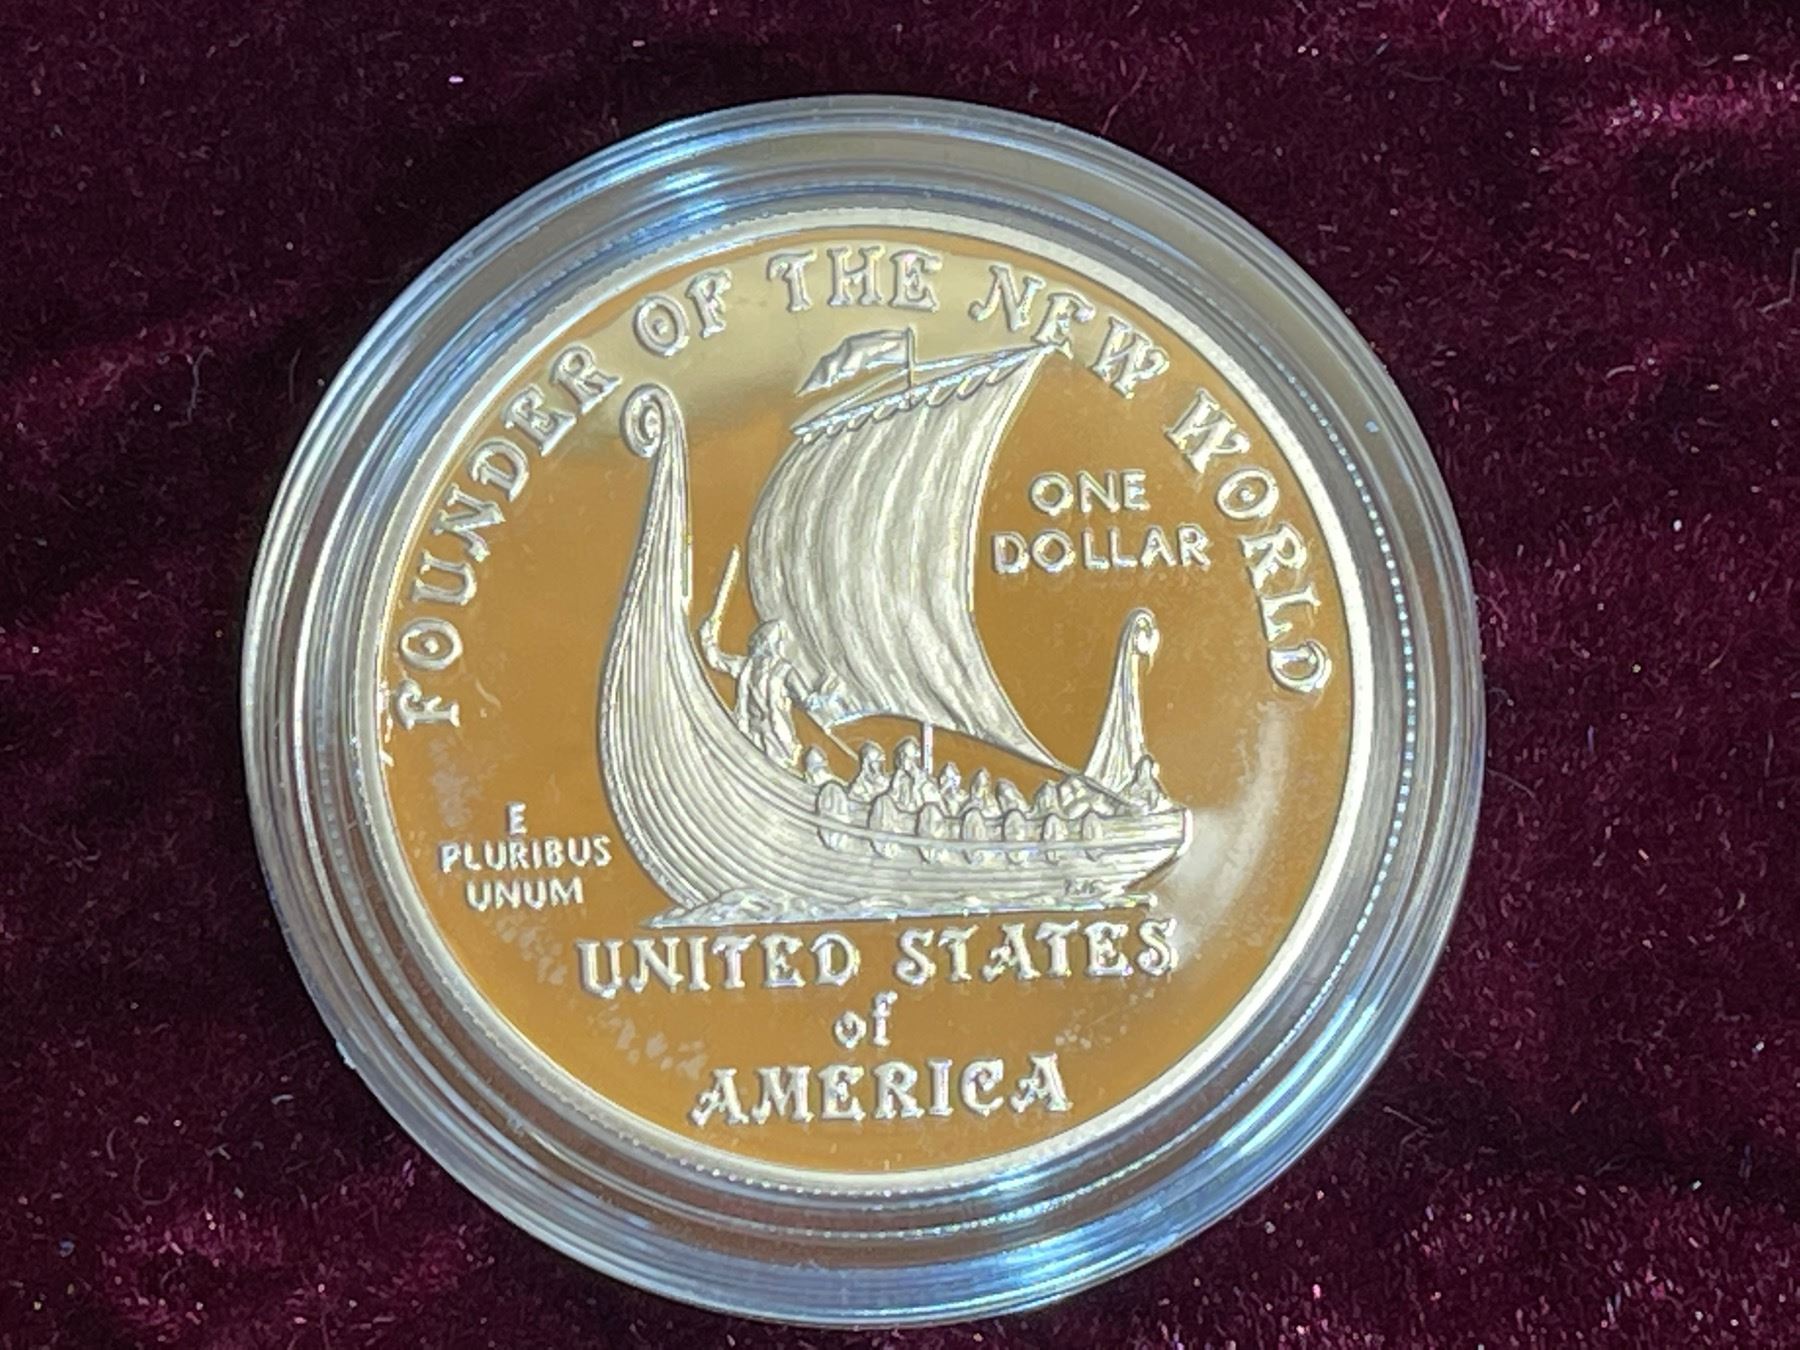 FOUNDER OF THE NEW WORLD
ONE
DOLLAR
E
PLURIBUS
UNUM
UNITED STATES
of
AMERICA